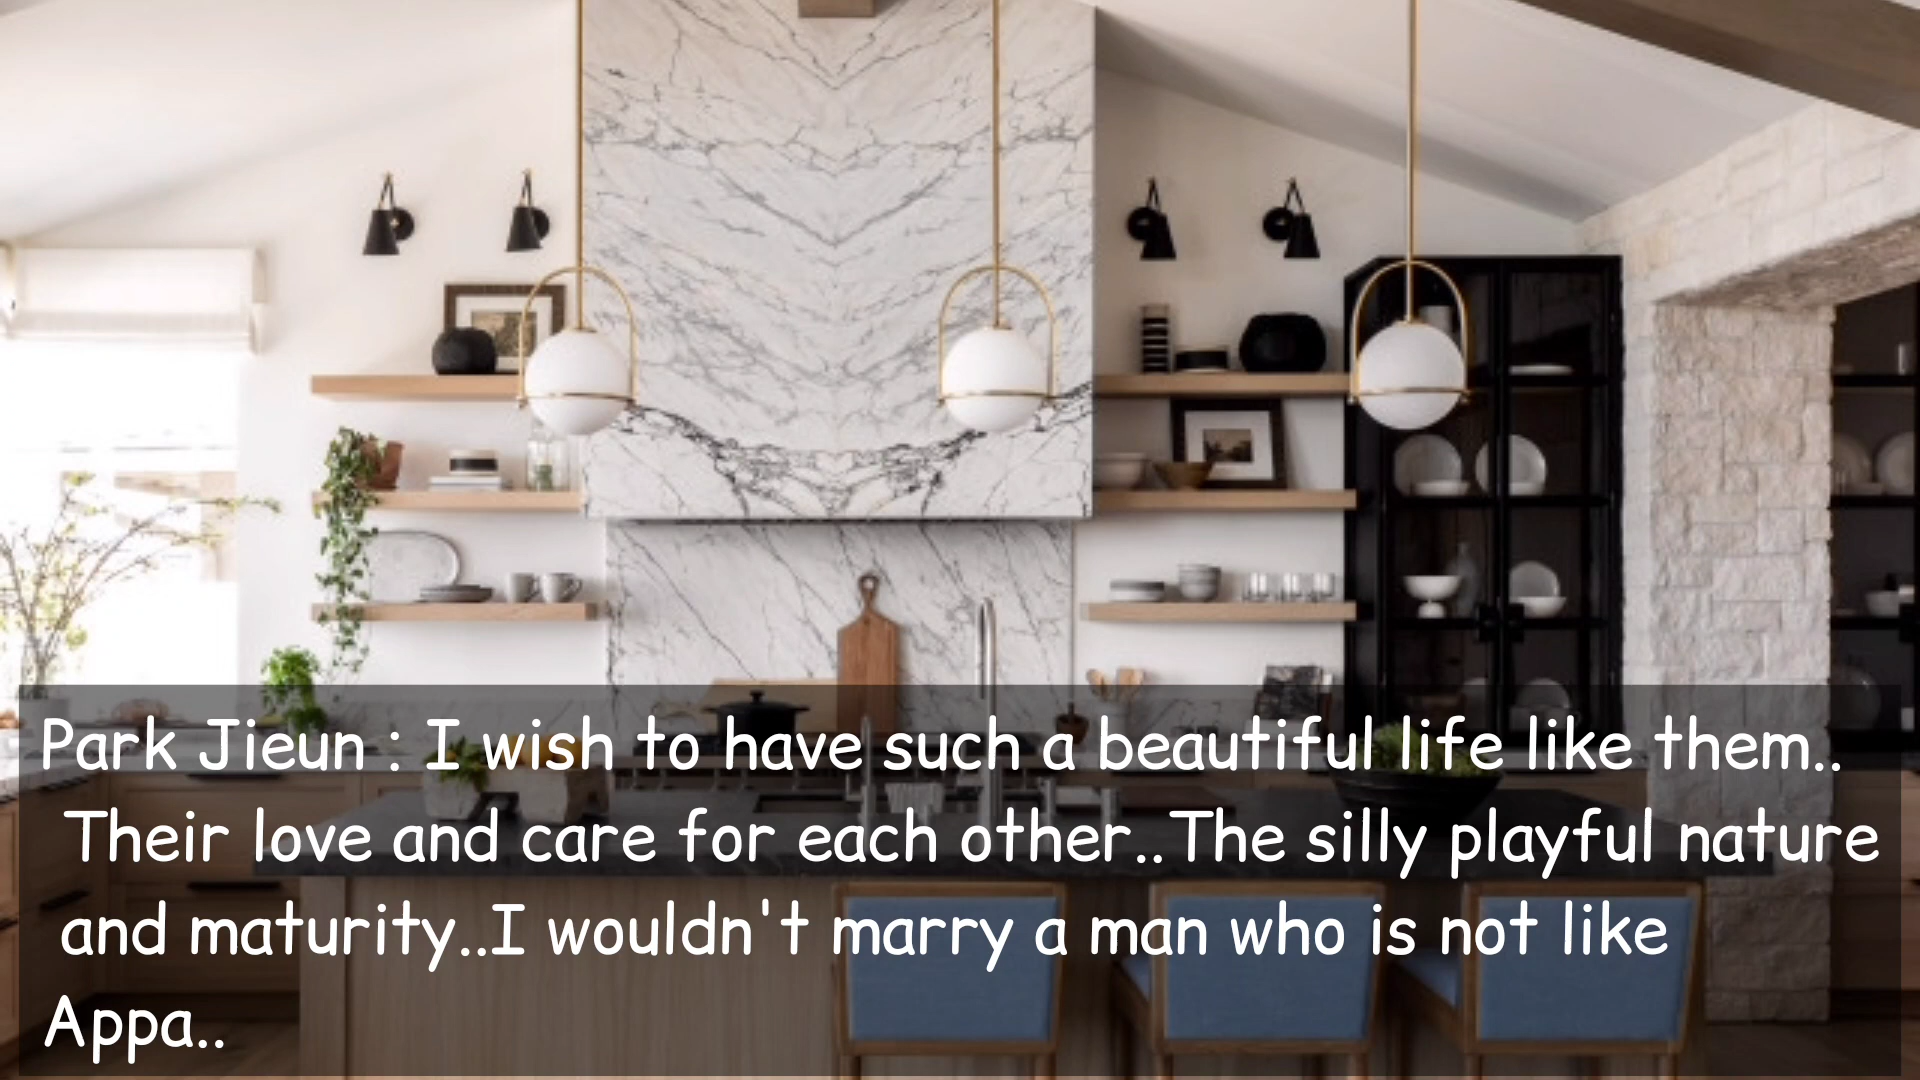 Park Jieun : I wish to have such a beautiful life like them..
Their love and care for each other..The silly playful nature
and maturity..I wouldn't marry a man who is not like
Appa..